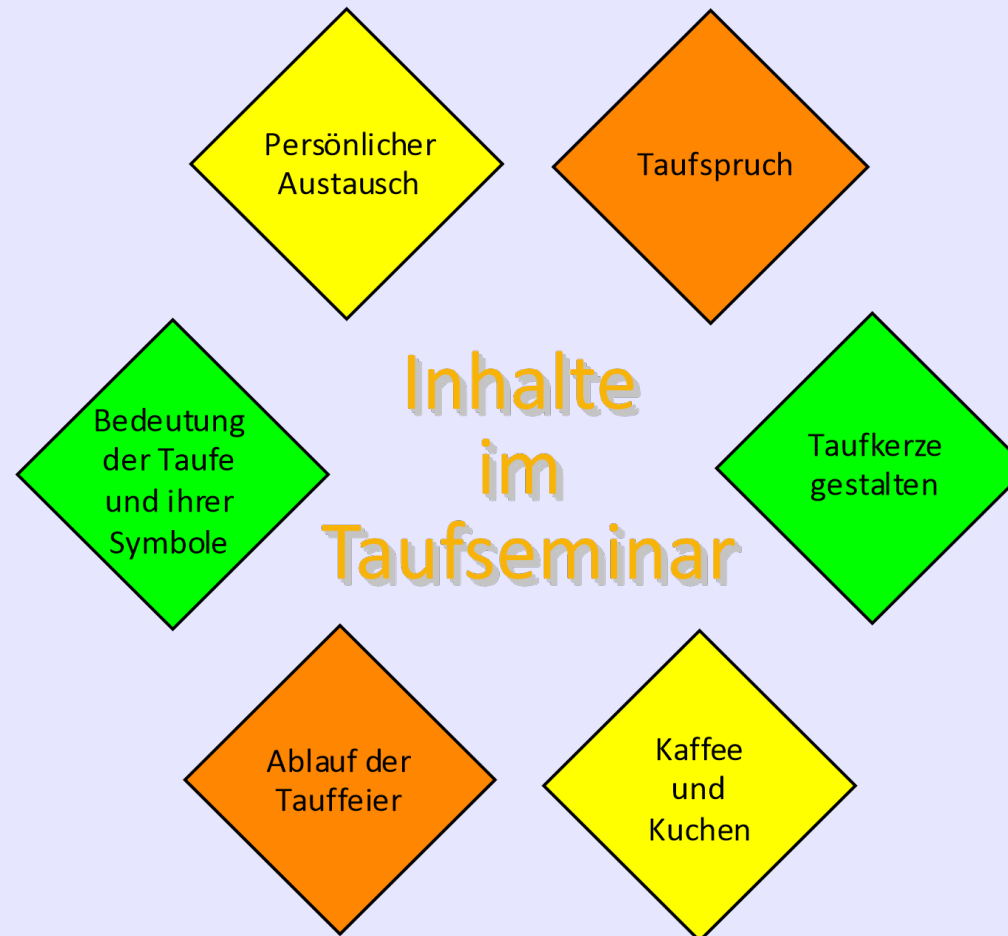 Persönlicher
Austausch
Taufspruch
Bedeutung
der Taufe
und ihrer
Symbole
Inhalte
im
Taufseminar
Taufkerze
gestalten
Ablauf der
Tauffeier
Kaffee
und
Kuchen